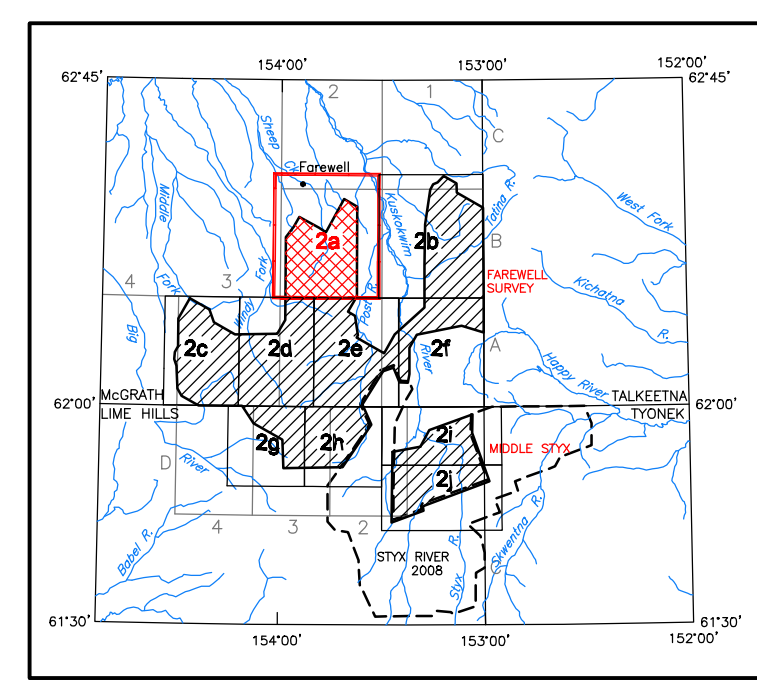 154°00' 153°00' 152°00'
62°45' 62°45'
2 1
Sheep Ck
C
Farewell
Middle Fork
Kuskokwim River
Tatina R.
West Fork
2a 2b B
FAREWELL
SURVEY
4 3
Windy Fork
Post R.
Kichatna R.
Big River
2c 2d 2e 2f A
Happy River
McGRATH TALKEETNA
62°00' 62°00'
LIME HILLS TYONEK
2g 2h 2i
MIDDLE STYX
D
2j
4 3 2
Babel R.
STYX RIVER
2008
Styx R.
Skwentna R.
C
61°30' 61°30'
154°00' 153°00' 152°00'